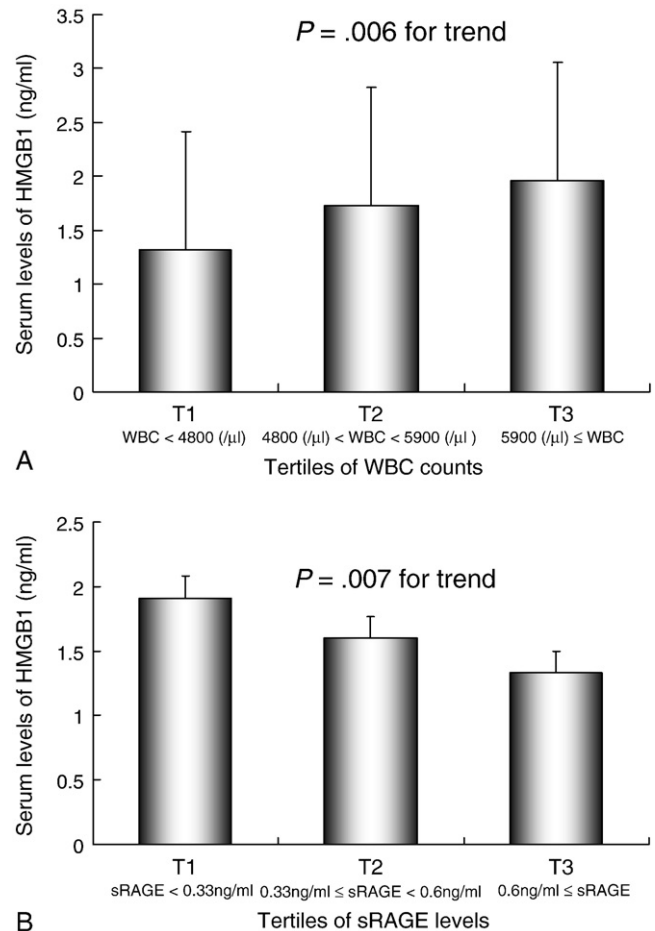 3.5
P = .006 for trend
3
2.5
2
1.5
1
0.5
0
Serum levels of HMGB1 (ng/ml)
T1 T2 T3
WBC < 4800 (/μl) 4800 (/μl) < WBC < 5900 (/μl ) 5900 (/μl) ≤ WBC
A Tertiles of WBC counts
2.5
P = .007 for trend
2
1.5
1
0.5
0
Serum levels of HMGB1 (ng/ml)
T1 T2 T3
sRAGE < 0.33ng/ml 0.33ng/ml ≤ sRAGE < 0.6ng/ml 0.6ng/ml ≤ sRAGE
B Tertiles of sRAGE levels